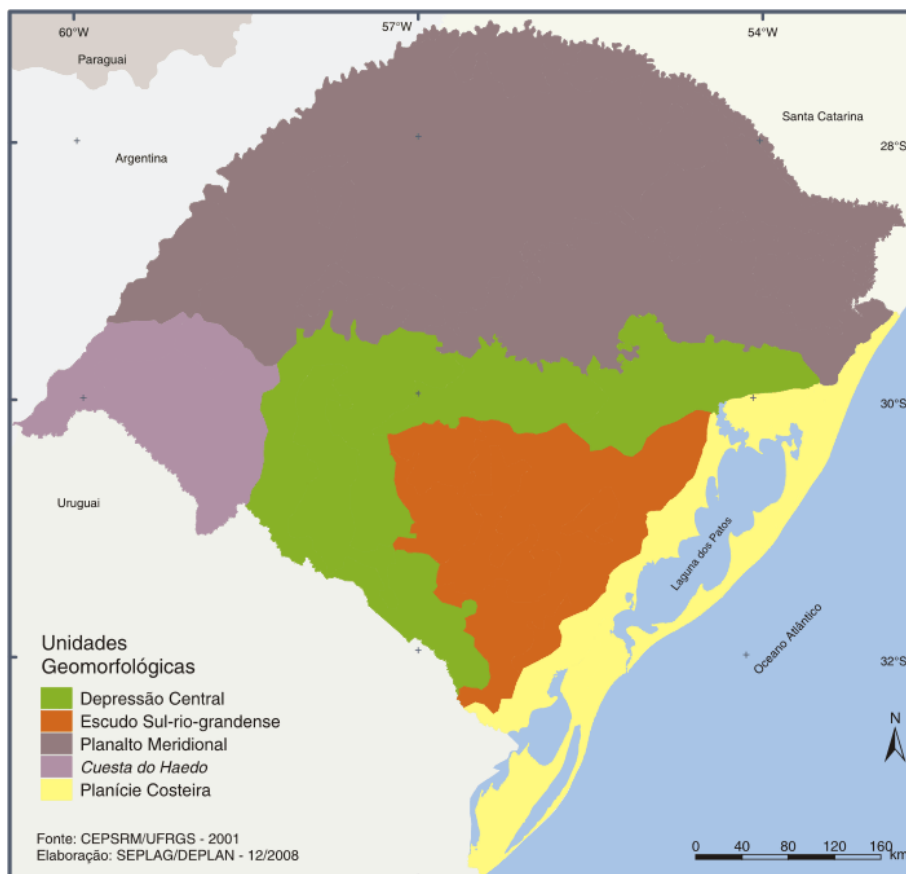 60°W
57°W
54°W
Paraguai
Santa Catarina
28°S
Argentina
30°S
Uruguai
Laguna dos Patos
Oceano Atlântico
32°S
Unidades
Geomorfológicas
Depressão Central
Escudo Sul-rio-grandense
Planalto Meridional
Cuesta do Haedo
Planície Costeira
N
Fonte: CEPSRM/UFRGS - 2001
Elaboração: SEPLAG/DEPLAN - 12/2008
0 40 80 120 160
km